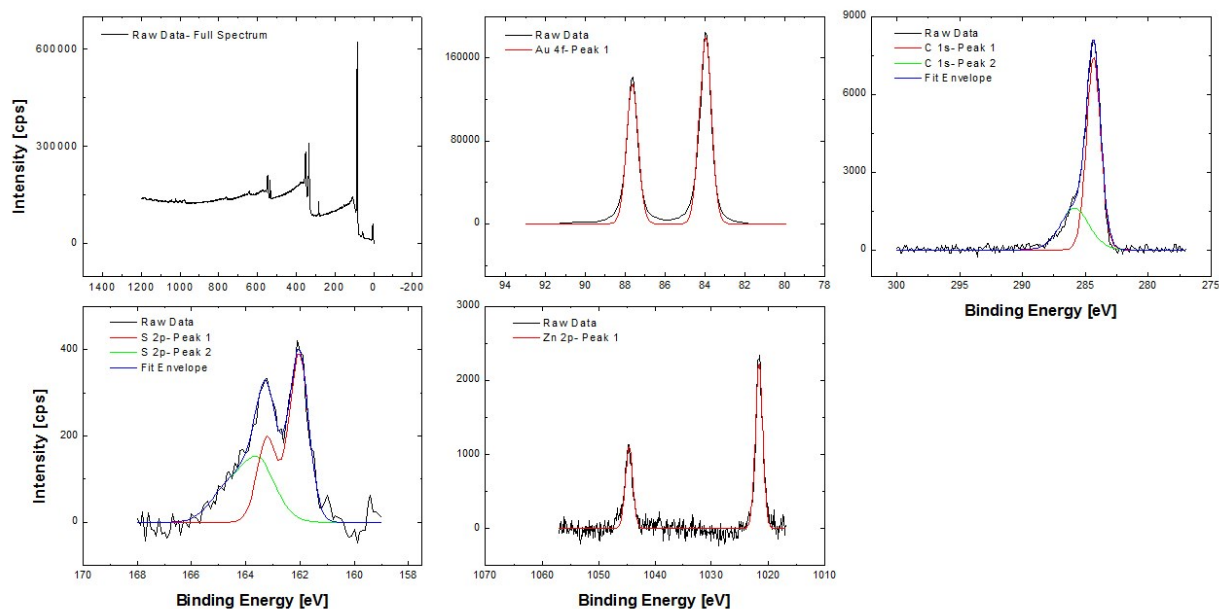 Raw Data- Full Spectrum
600000
300000
0
1400 1200 1000 800 600 400 200 0 -200
Intensity [cps]
Raw Data
Au 4f- Peak 1
160000
80000
0
94 92 90 88 86 84 82 80 78
Raw Data
C 1s- Peak 1
C 1s- Peak 2
Fit Envelope
9000
6000
3000
0
300 295 290 285 280 275
Binding Energy [eV]
Raw Data
S 2p- Peak 1
S 2p- Peak 2
Fit Envelope
400
200
0
170 168 166 164 162 160 158
Intensity [cps]
Binding Energy [eV]
Raw Data
Zn 2p- Peak 1
3000
2000
1000
0
1070 1060 1050 1040 1030 1020 1010
Binding Energy [eV]